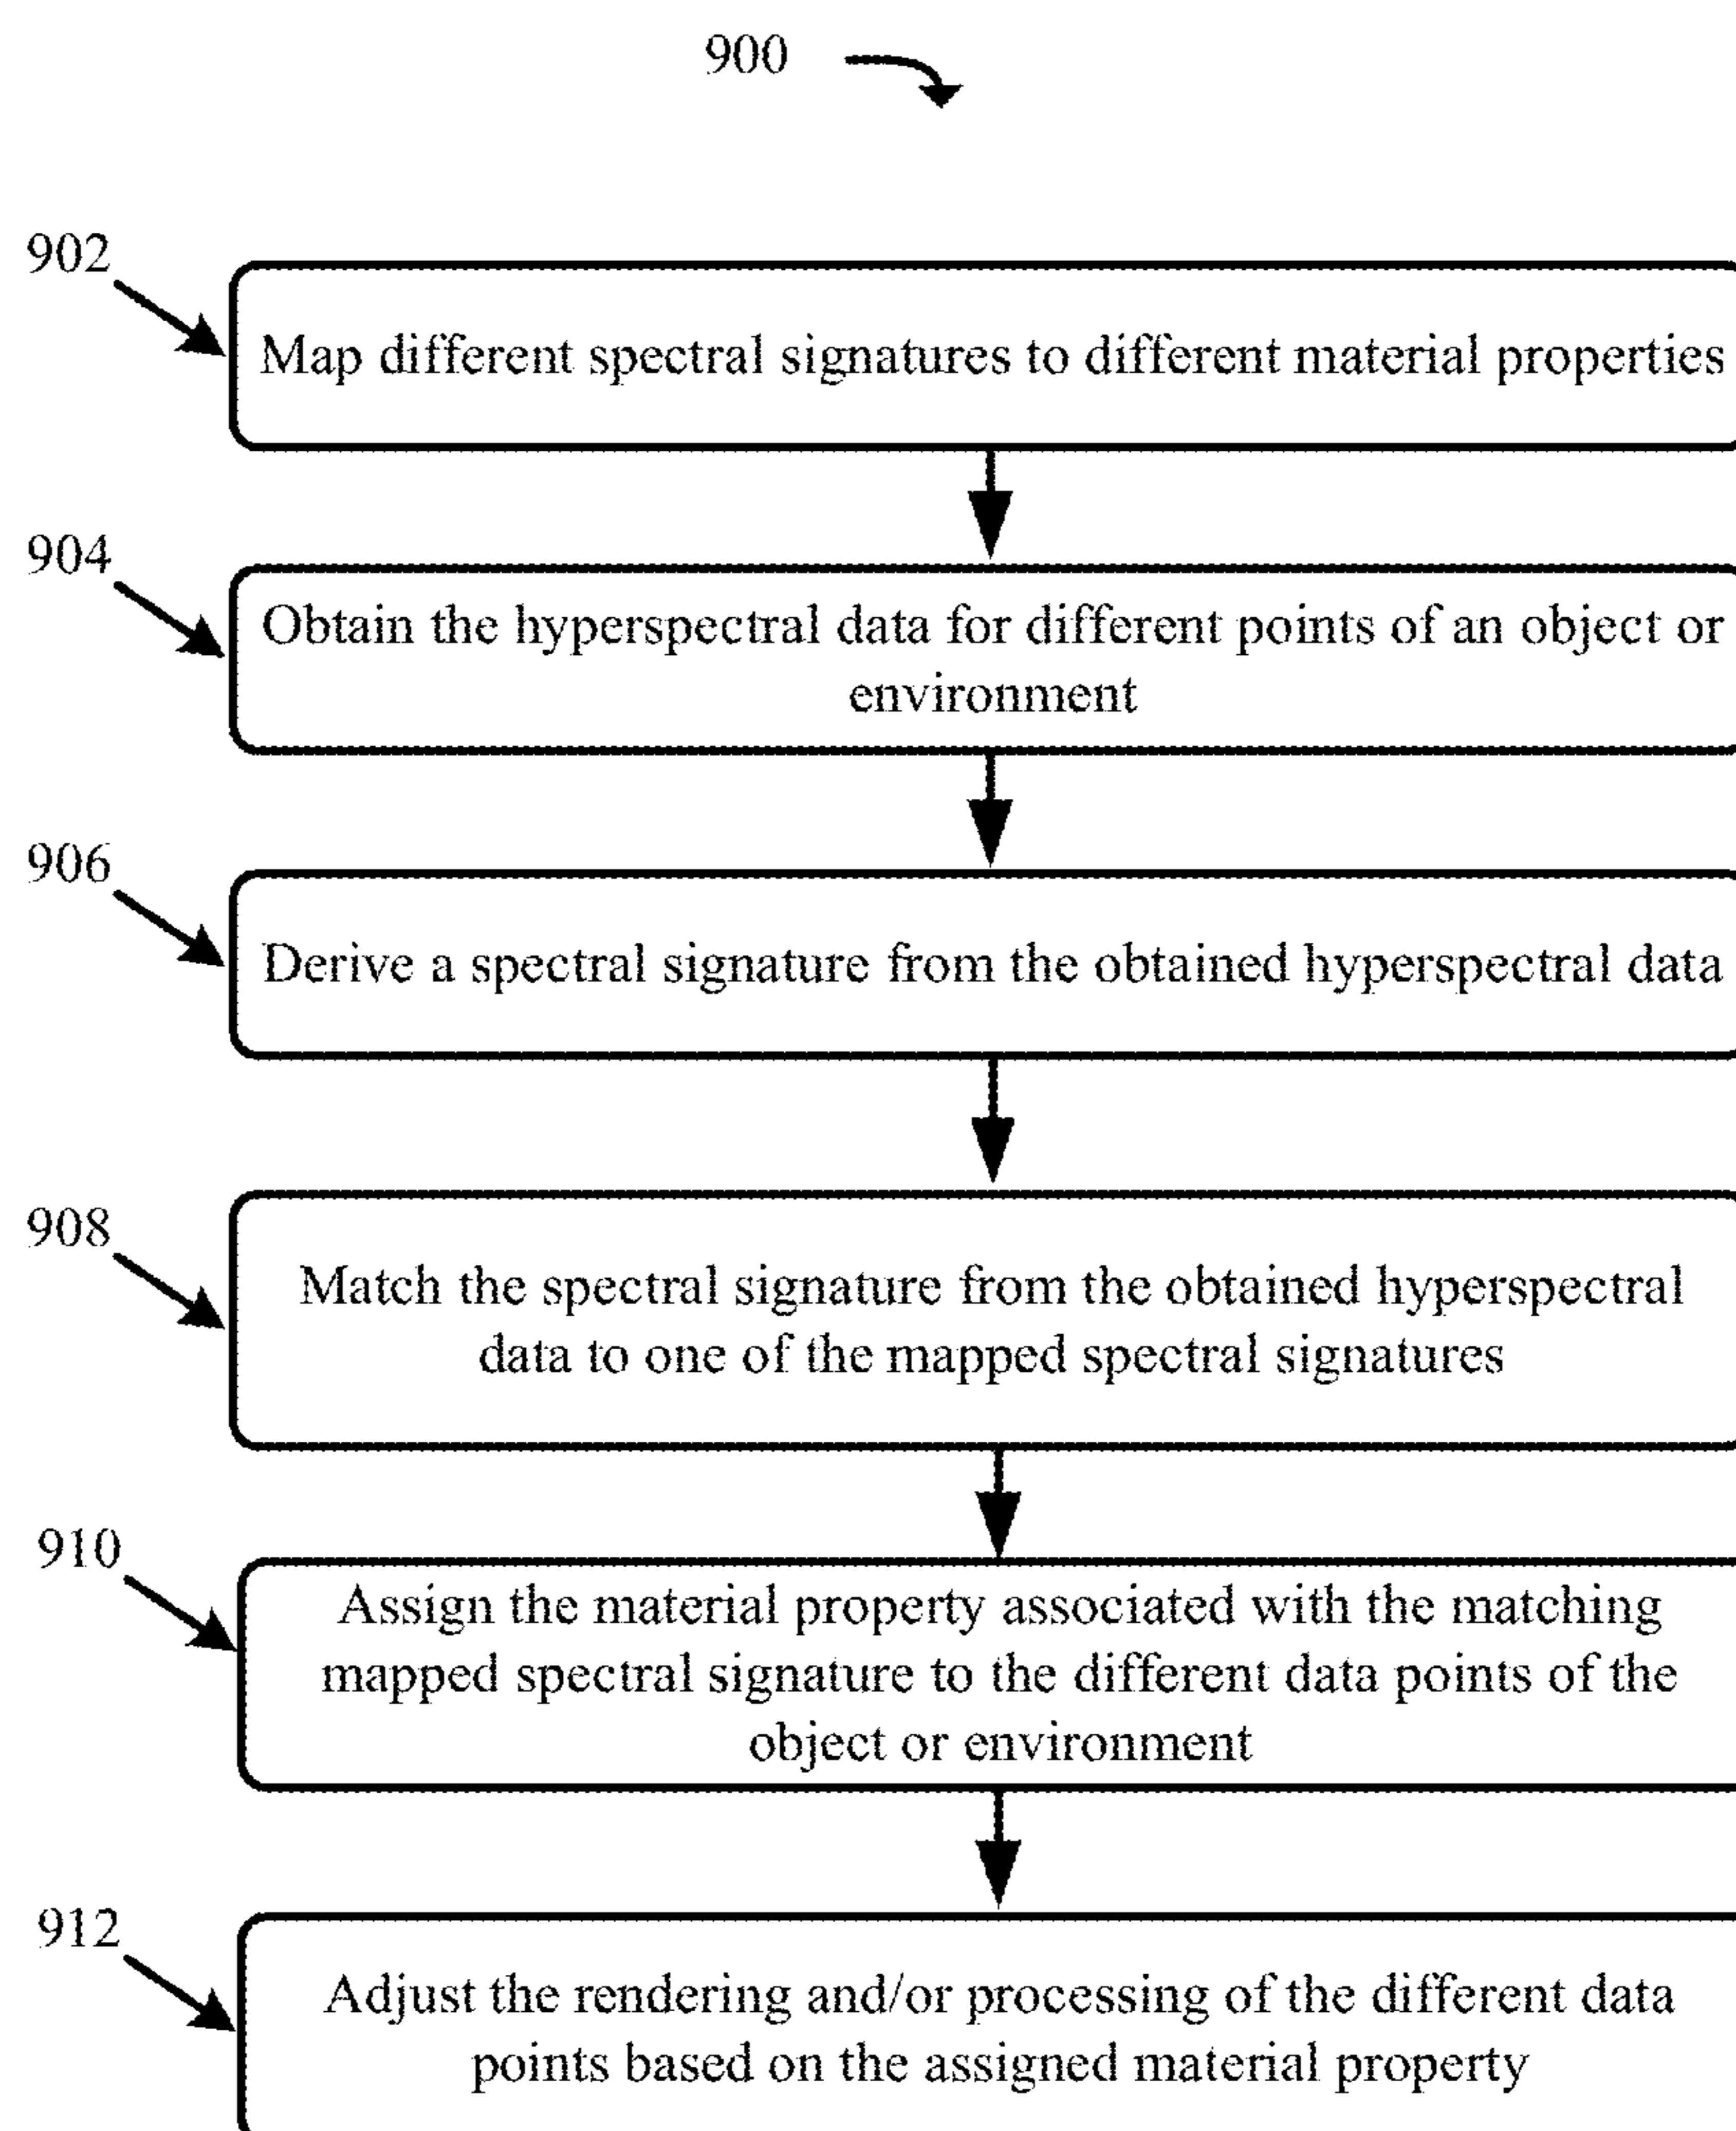 900
902
Map different spectral signatures to different material properties
904
Obtain the hyperspectral data for different points of an object or
environment
906
Derive a spectral signature from the obtained hyperspectral data
908
Match the spectral signature from the obtained hyperspectral
data to one of the mapped spectral signatures
910
Assign the material property associated with the matching
mapped spectral signature to the different data points of the
object or environment
912
Adjust the rendering and/or processing of the different data
points based on the assigned material property